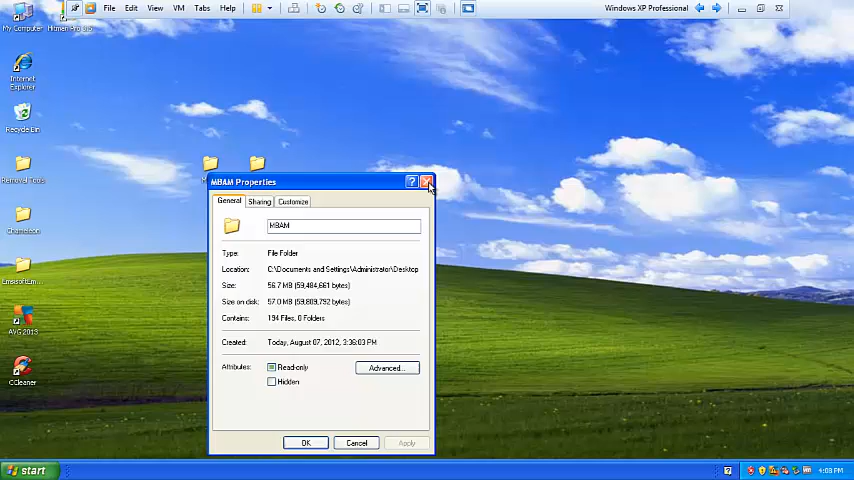 File Edit View VM Tabs Help
Windows XP Professional
My Computer
Internet
Explorer
Recycle Bin
Removal Tools
Chameleon
AVG 2013
CCleaner
MBAM Properties
General Sharing Customize
MBAM
Type: File Folder
Location: C:\Documents and Settings\Administrator\Desktop
Size: 56.7 MB (59,484,661 bytes)
Size on disk: 57.0 MB (59,809,792 bytes)
Contains: 194 Files, 0 Folders
Created: Today, August 07, 2012, 3:36:03 PM
Attributes: Read-only Advanced...
Hidden
OK Cancel Apply
start
4:08 PM